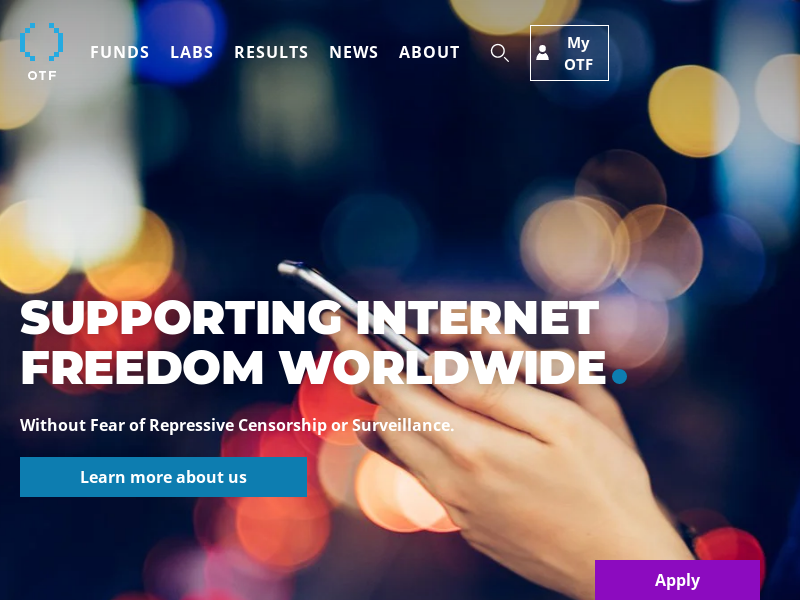 FUNDS LABS RESULTS NEWS ABOUT
My
OTF
OTF
SUPPORTING INTERNET
FREEDOM WORLDWIDE.
Without Fear of Repressive Censorship or Surveillance.
Learn more about us
Apply